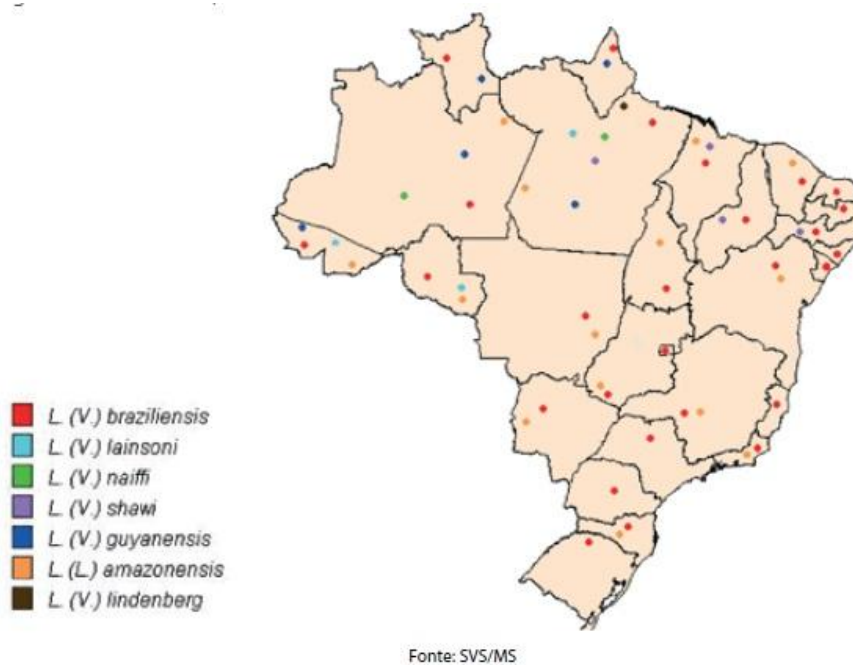 L. (V.) braziliensis
L. (V.) lainsoni
L. (V.) naiffi
L. (V.) shawi
L. (V.) guyanensis
L. (L.) amazonensis
L. (V.) lindenberg
Fonte: SVS/MS